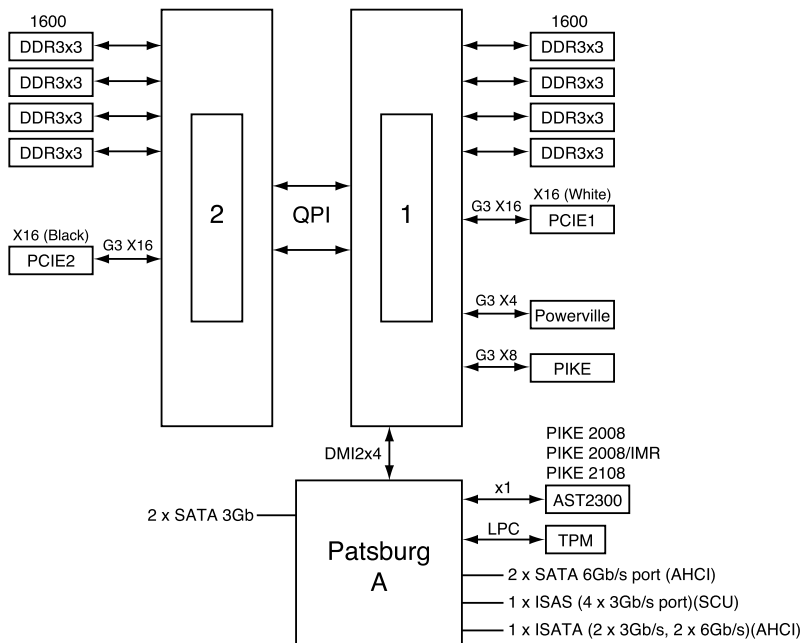 1600
DDR3x3
DDR3x3
DDR3x3
DDR3x3
X16 (Black)
PCIE2
G3 X16
2
QPI
1
1600
DDR3x3
DDR3x3
DDR3x3
DDR3x3
X16 (White)
G3 X16
PCIE1
G3 X4
Powerville
G3 X8
PIKE
PIKE 2008
PIKE 2008/IMR
PIKE 2108
DMI2x4
x1
AST2300
2 x SATA 3Gb
Patsburg
A
LPC
TPM
2 x SATA 6Gb/s port (AHCI)
1 x ISAS (4 x 3Gb/s port)(SCU)
1 x ISATA (2 x 3Gb/s, 2 x 6Gb/s)(AHCI)